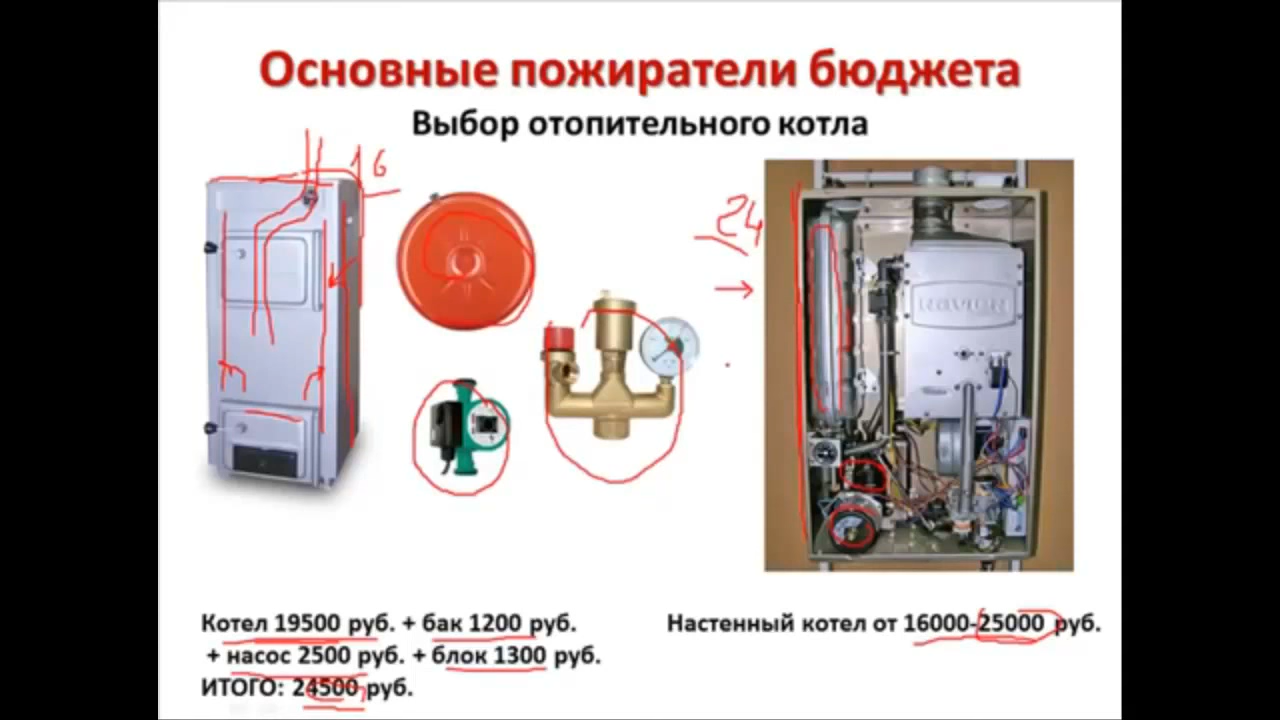 Основные пожиратели бюджета
Выбор отопительного котла
16
24
NAVIEN
Котел 19500 руб. + бак 1200 руб.
+ насос 2500 руб. + блок 1300 руб.
ИТОГО: 24500 руб.
Настенный котел от 16000-25000 руб.